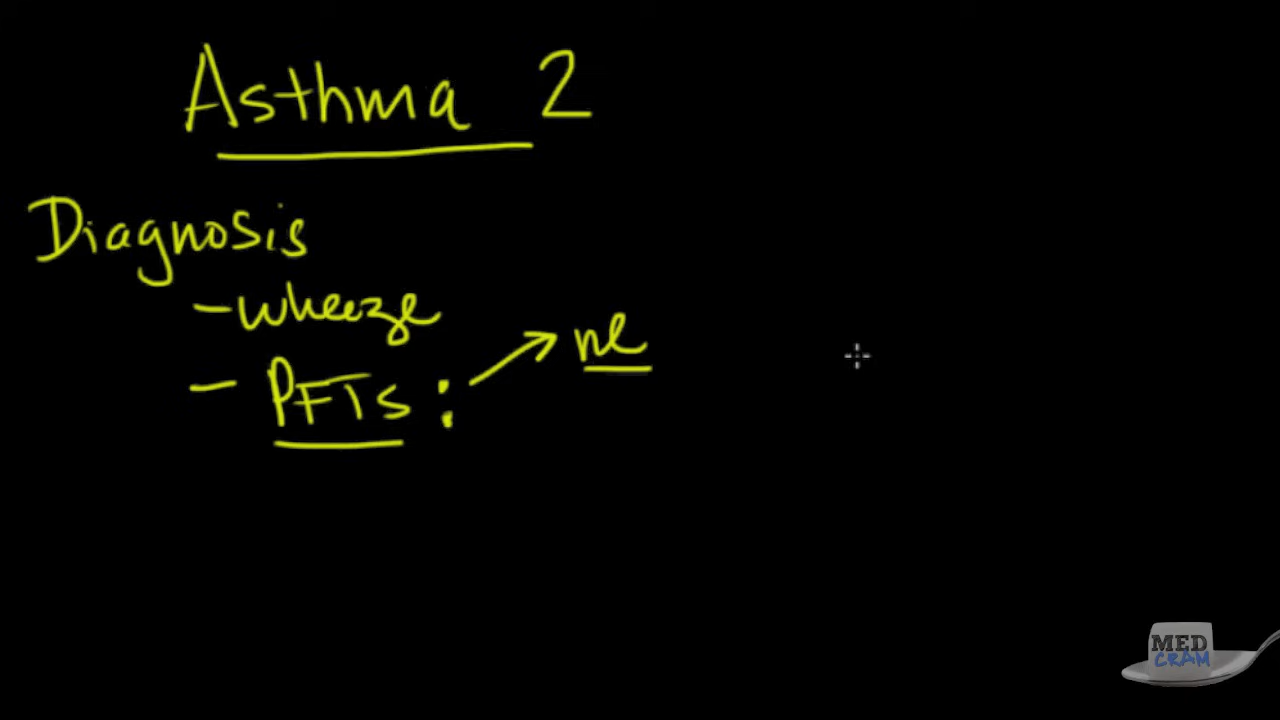 Asthma 2
Diagnosis
- wheeze
- PFTs : → nl
MED
CRAM